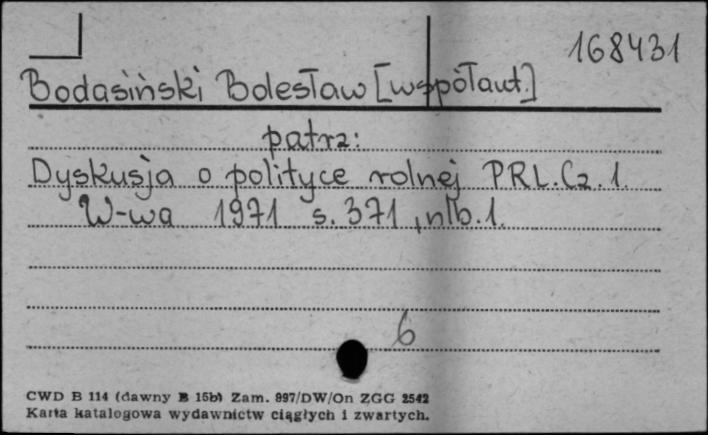 168431
Bodasiński Bolesław [współaut.]
patrz:
Dyskusja o polityce rolnej PRL. Cz. 1.
W-wa 1971 s. 371, nlb. 1.
6
CWD B 114 (dawny B 15b) Zam. 897/DW/On ZGG 2542
Karta katalogowa wydawnictw ciągłych i zwartych.